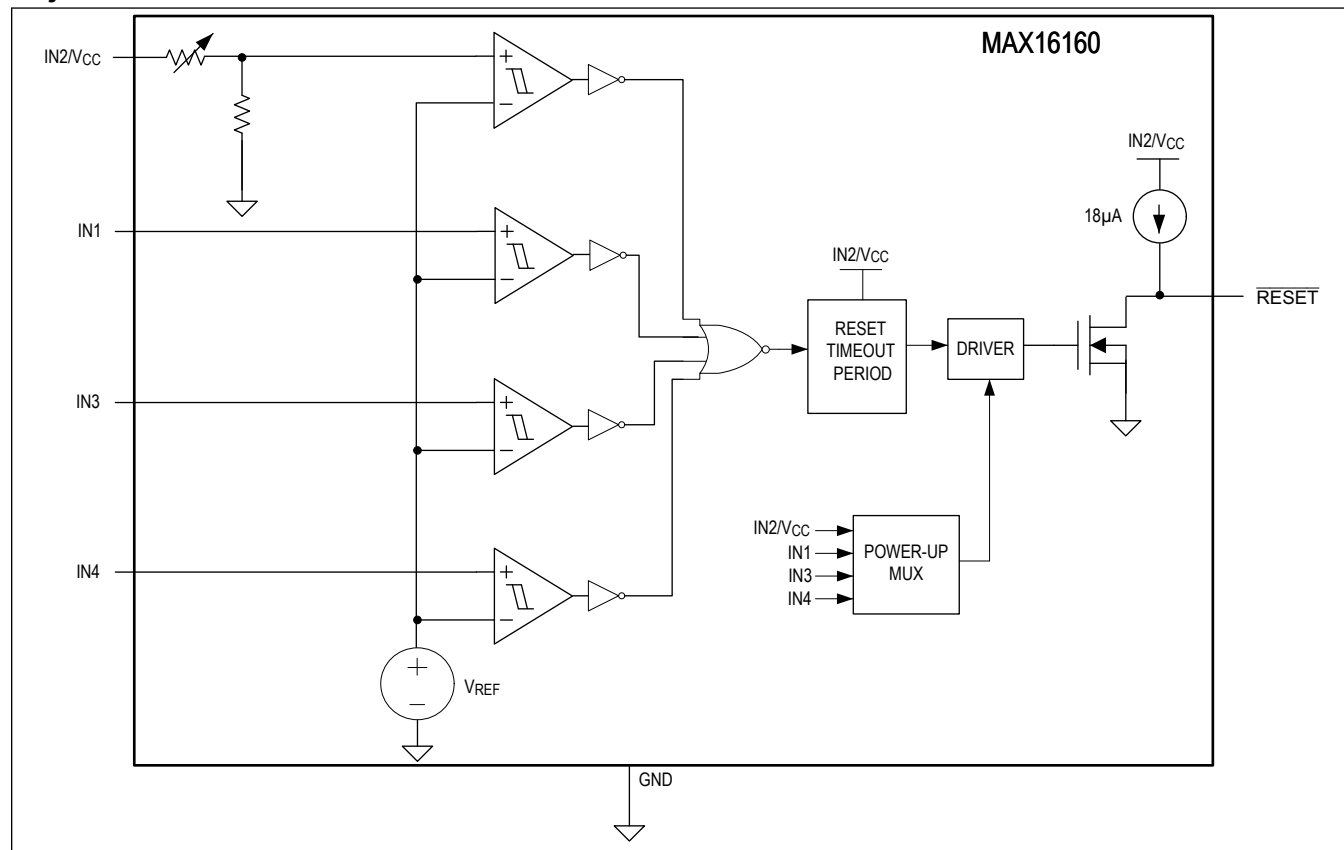 MAX16160
IN2/VCC
+
−
IN2/VCC
18µA
IN1
+
−
IN2/VCC
RESET
RESET
TIMEOUT
PERIOD
DRIVER
IN3
+
−
IN2/VCC
IN1
IN3
IN4
POWER-UP
MUX
IN4
+
−
+
−
VREF
GND